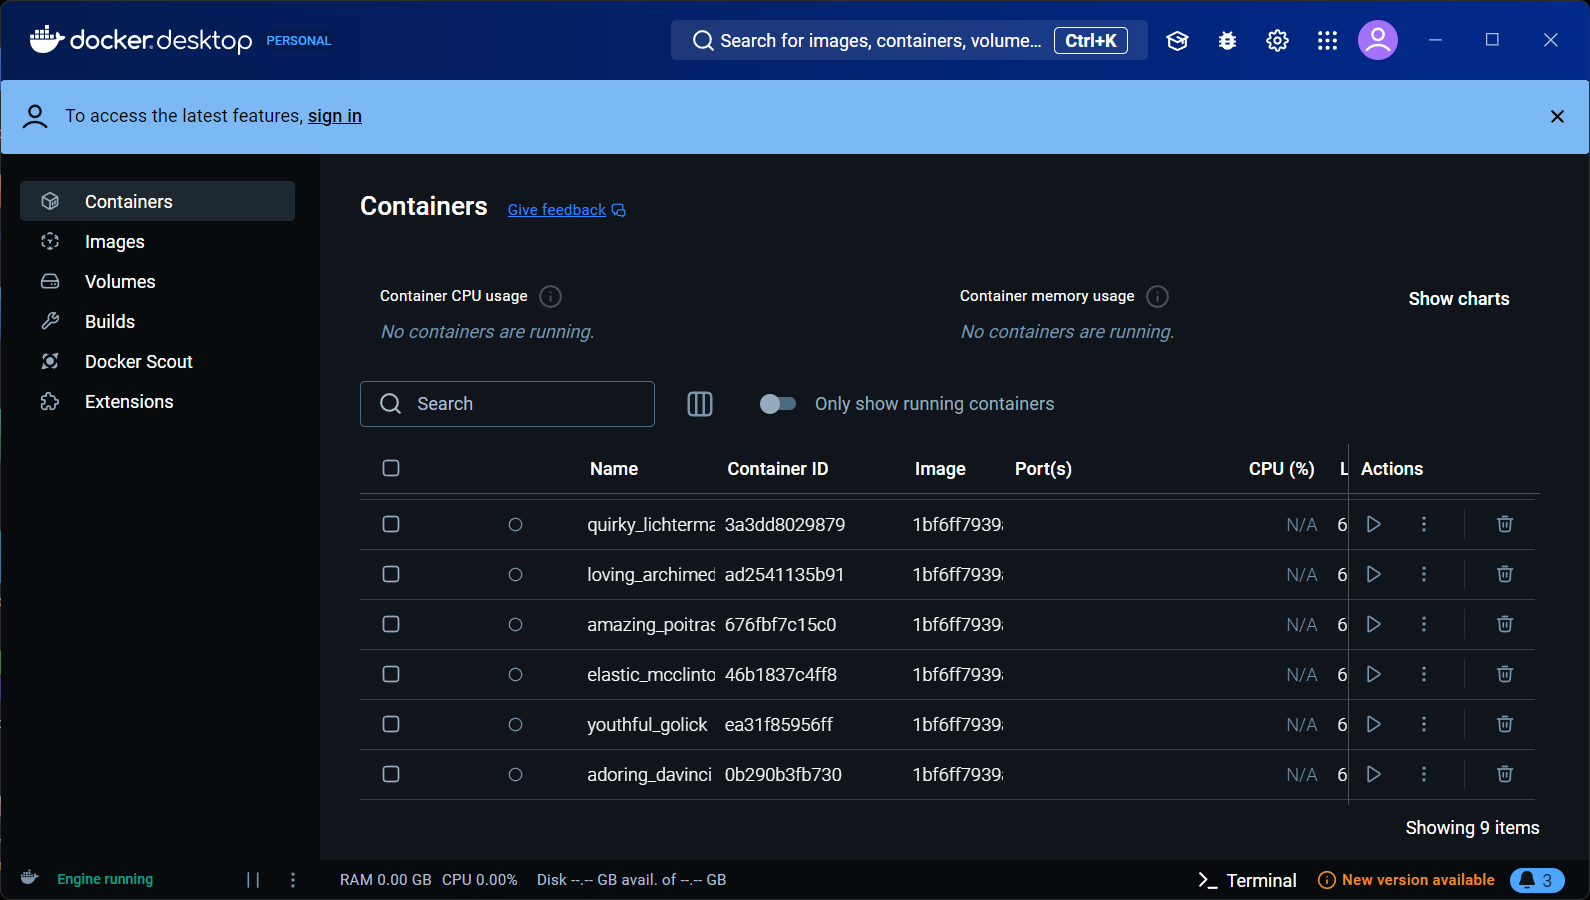 docker.desktop PERSONAL
Search for images, containers, volume... Ctrl+K
To access the latest features, sign in
Containers
Images
Volumes
Builds
Docker Scout
Extensions
Containers Give feedback
Container CPU usage
No containers are running.
Container memory usage
No containers are running.
Show charts
Search
Only show running containers
Name Container ID Image Port(s) CPU (%) L Actions
quirky_lichterma 3a3dd8029879 1bf6ff7939 N/A 6
loving_archimed ad2541135b91 1bf6ff7939 N/A 6
amazing_poitras 676fbf7c15c0 1bf6ff7939 N/A 6
elastic_mcclinto 46b1837c4ff8 1bf6ff7939 N/A 6
youthful_golick ea31f85956ff 1bf6ff7939 N/A 6
adoring_davinci 0b290b3fb730 1bf6ff7939 N/A 6
Showing 9 items
Engine running
RAM 0.00 GB CPU 0.00% Disk --.-- GB avail. of --.-- GB
Terminal
New version available
3